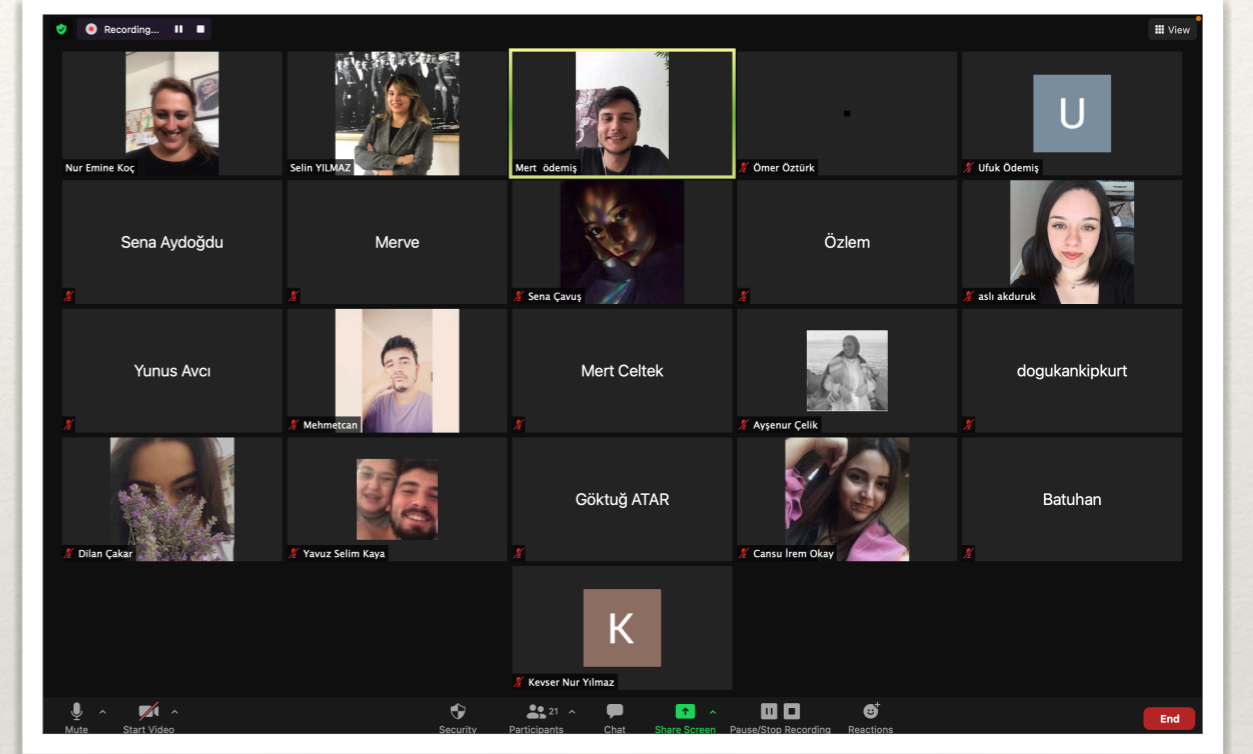 Recording...
View
Nur Emine Koç
Selin YILMAZ
Mert ödemiş
Ömer Öztürk
U
Ufuk Ödemiş
Sena Aydoğdu
Merve
Sena Çavuş
Özlem
aslı akduruk
Yunus Avcı
Mehmetcan
Mert Celtek
Ayşenur Çelik
dogukankipkurt
Dilan Çakar
Yavuz Selim Kaya
Göktuğ ATAR
Cansu İrem Okay
Batuhan
K
Kevser Nur Yılmaz
Mute
Start Video
Security
21
Participants
Chat
Share Screen
Pause/Stop Recording
Reactions
End